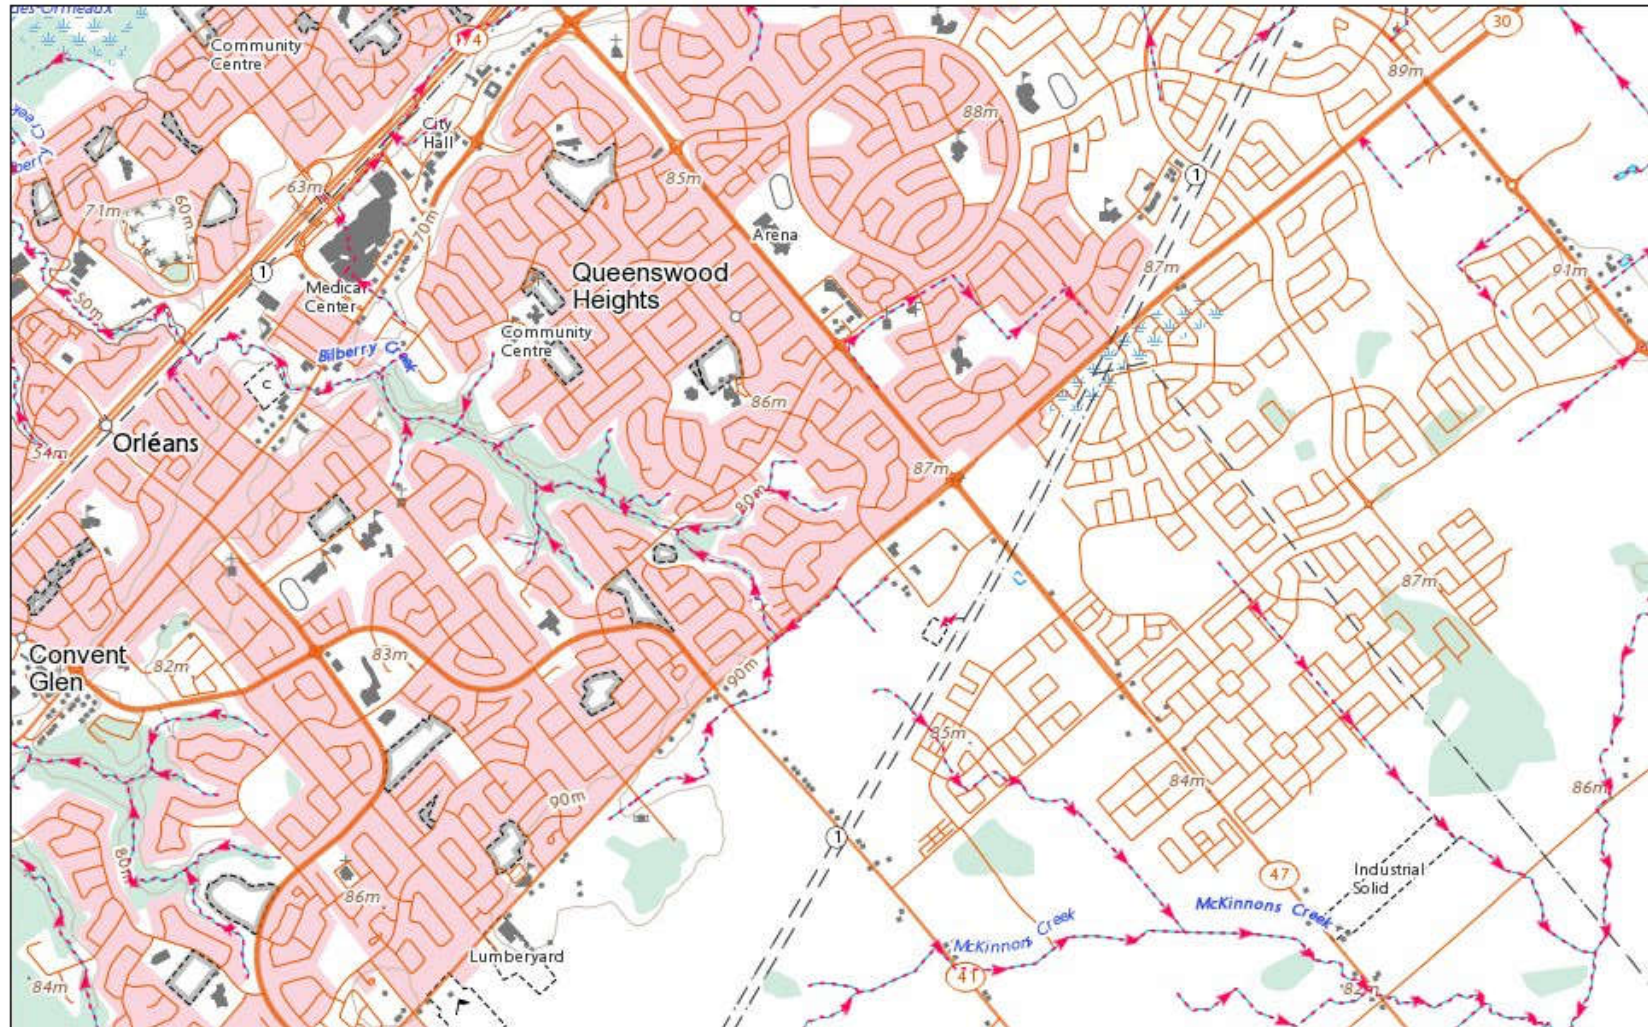 des-Ormeaux
Community
Centre
174
30
89m
Creek
City
Hall
88m
63m
85m
1
71m
60m
70m
Arena
87m
91m
1
50m
Medical
Center
Queenswood
Heights
Community
Centre
Bilberry Creek
C
86m
Orléans
54m
87m
80m
87m
Convent
Glen
82m
83m
90m
85m
84m
86m
90m
1
80m
86m
47
Industrial
Solid
McKinnons Creek
McKinnons Creek
Lumberyard
41
84m
82m